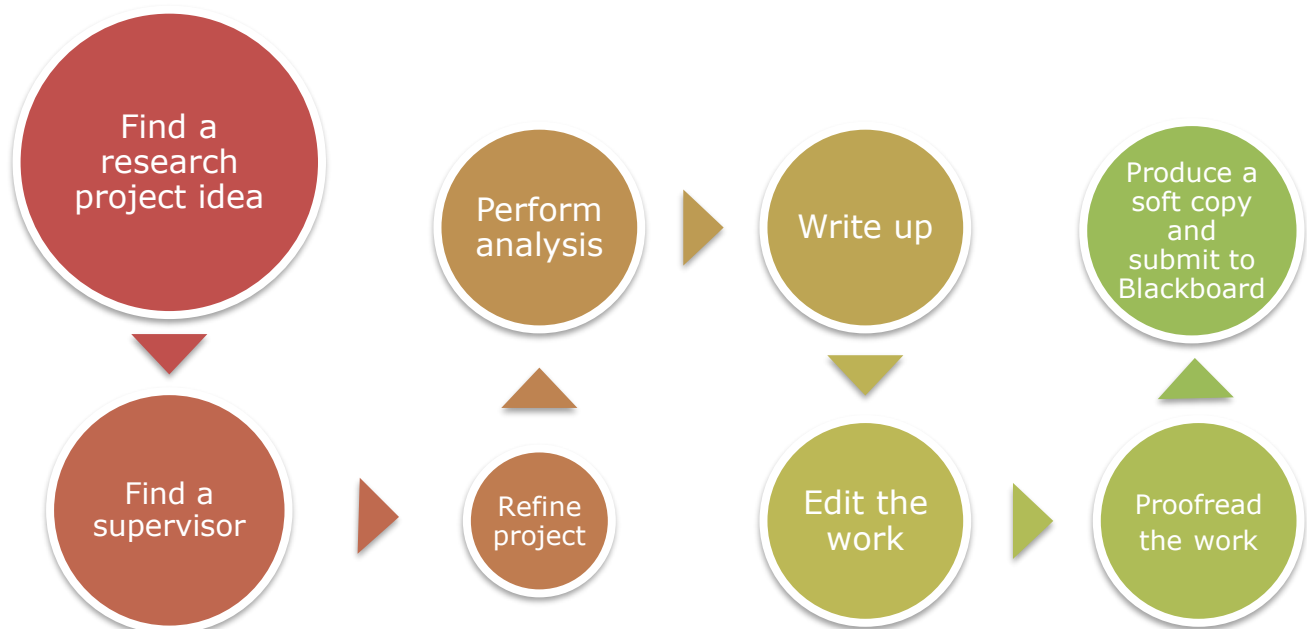 Find a
research
project idea
Find a
supervisor
Refine
project
Perform
analysis
Write up
Edit the
work
Proofread
the work
Produce a
soft copy
and
submit to
Blackboard